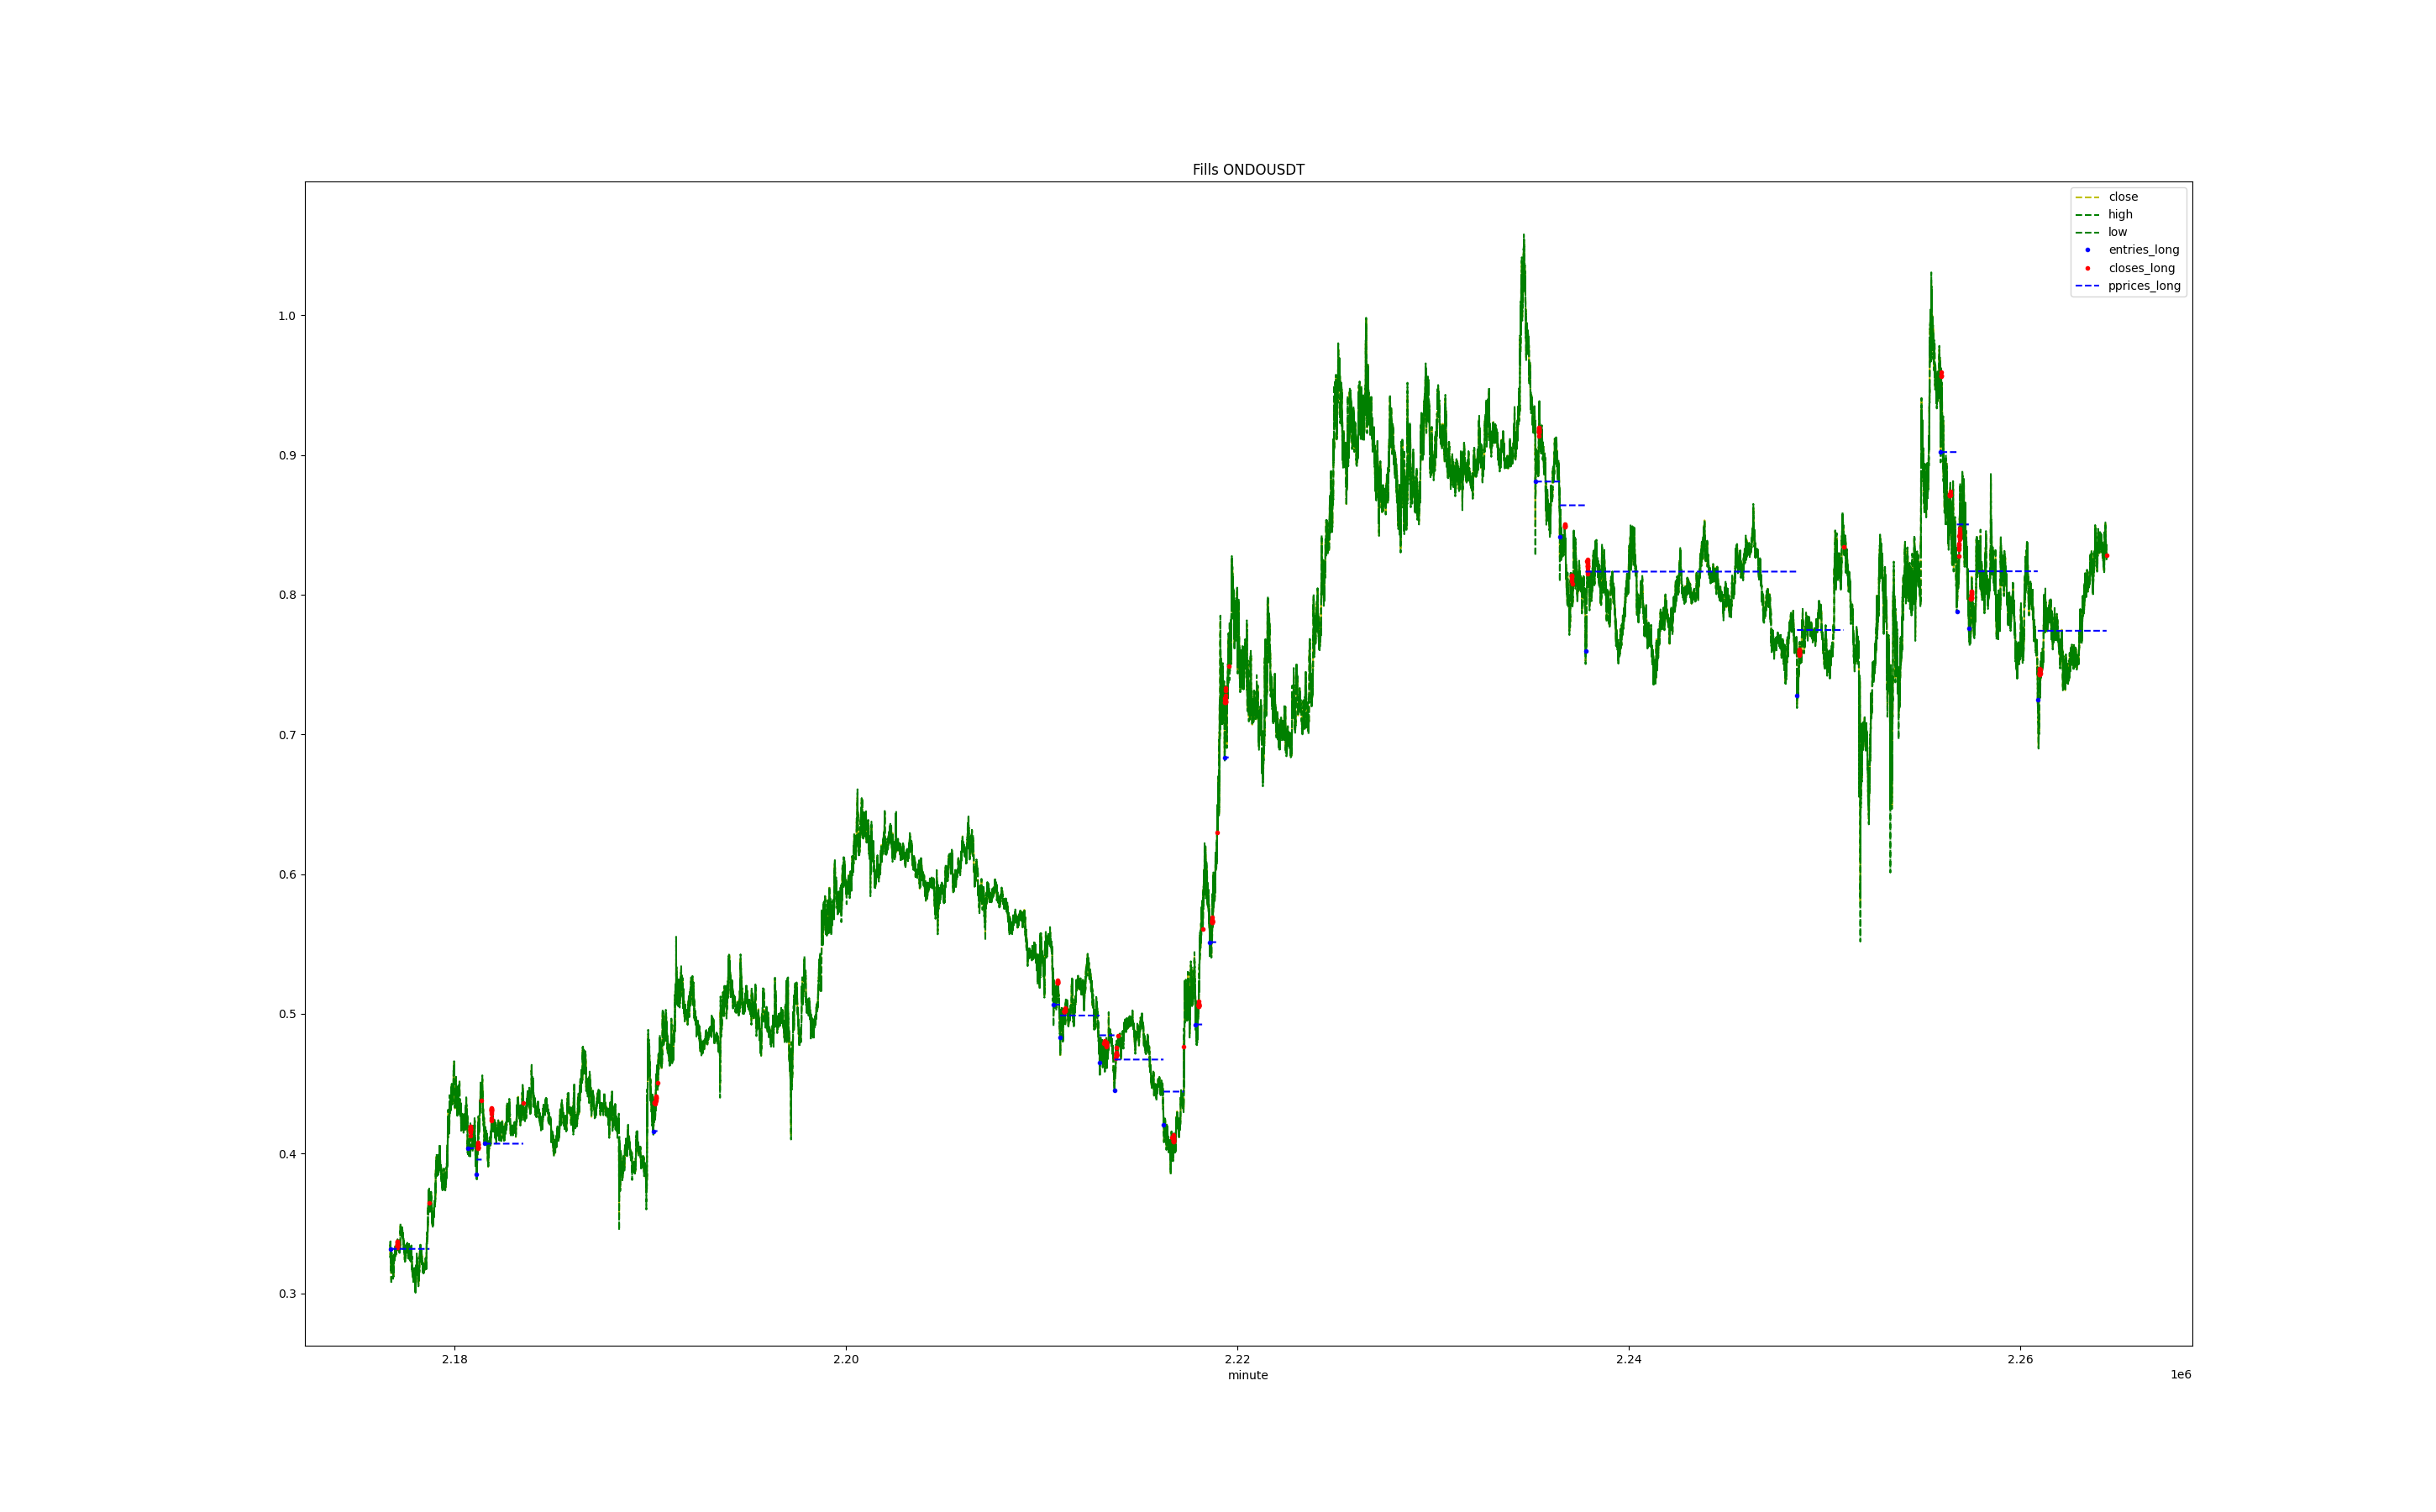 Fills ONDOUSDT
close
high
low
entries_long
closes_long
pprices_long
1.0
0.9
0.8
0.7
0.6
0.5
0.4
0.3
2.18 2.20 2.22 2.24 2.26
minute 1e6